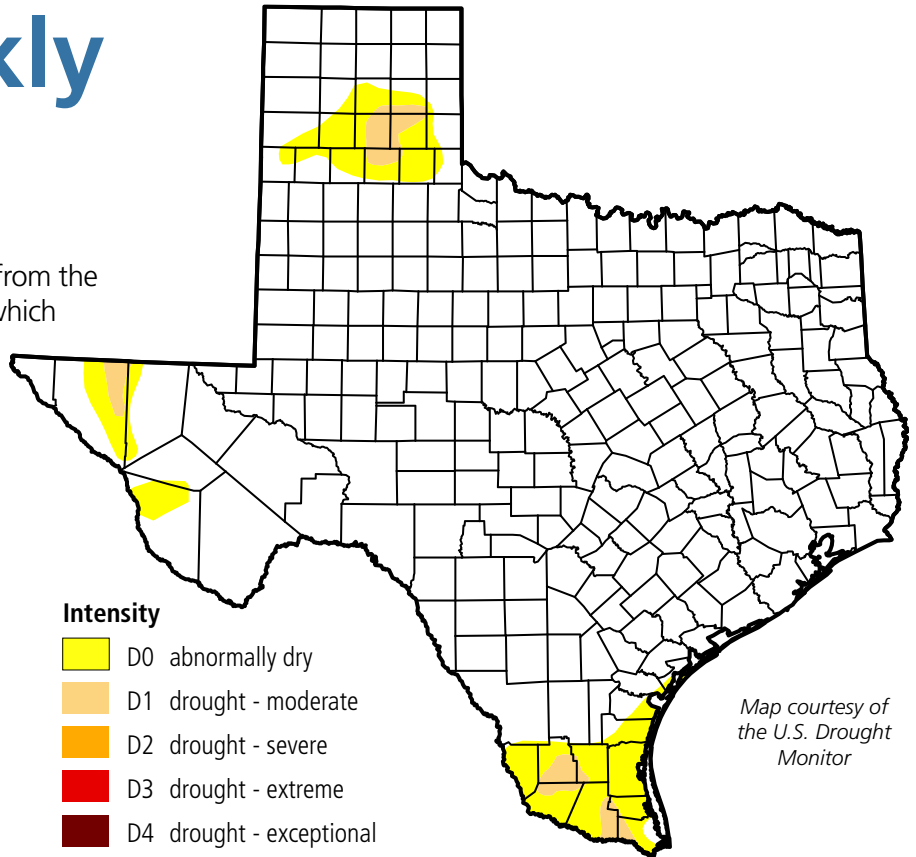 kly
from the
which
Intensity
D0 abnormally dry
D1 drought - moderate
D2 drought - severe
D3 drought - extreme
D4 drought - exceptional
Map courtesy of
the U.S. Drought
Monitor